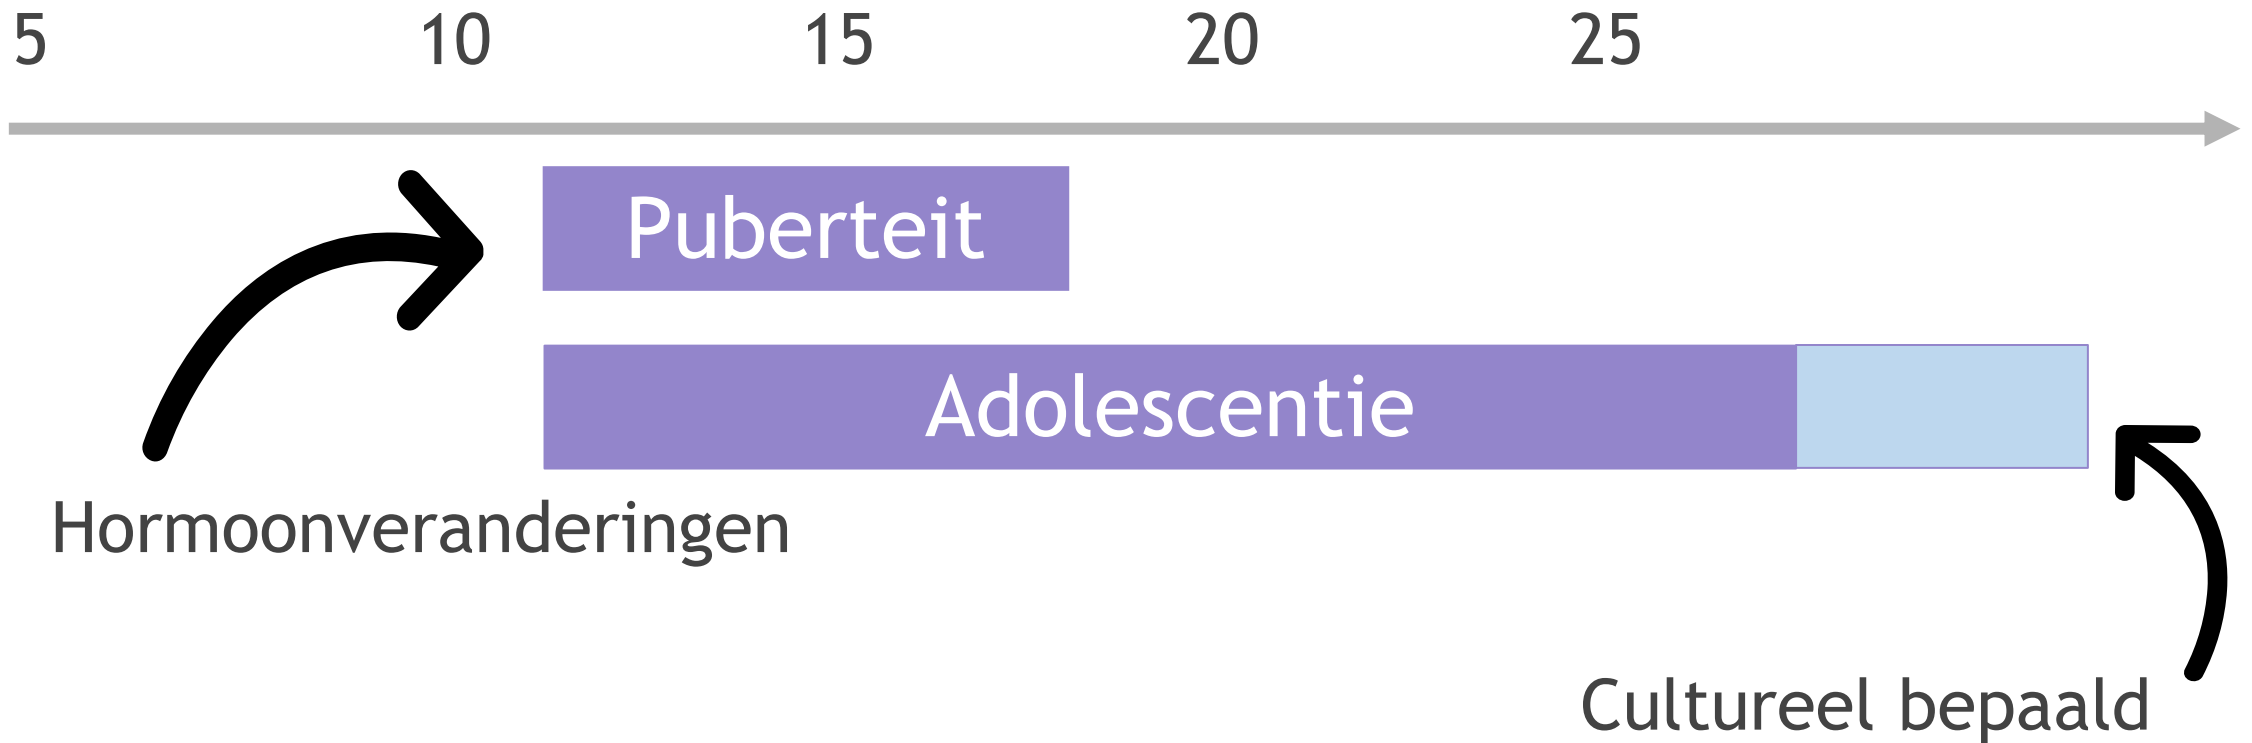 5 10 15 20 25
Puberteit
Adolescentie
Hormoonveranderingen
Cultureel bepaald